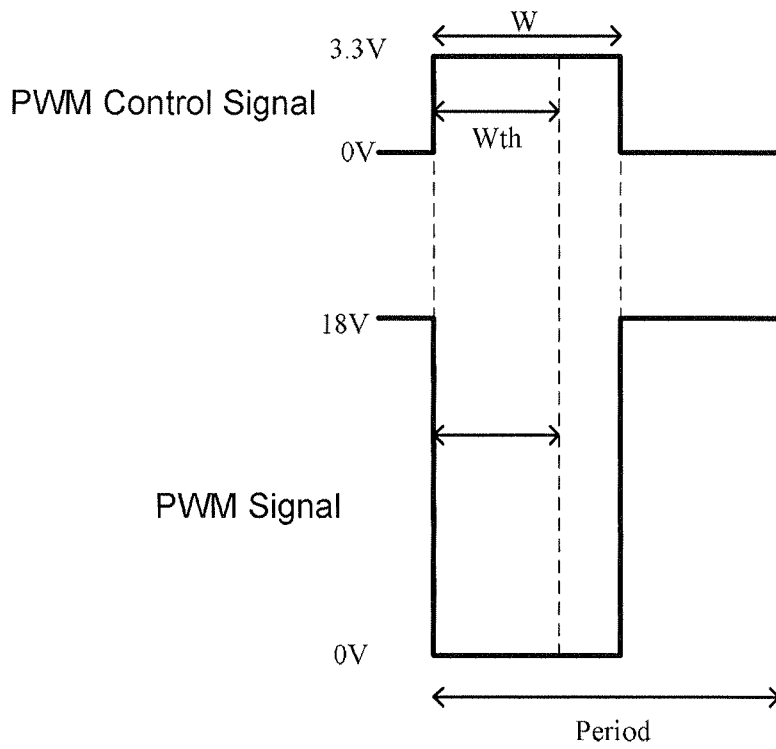 W
3.3V
PWM Control Signal
Wth
0V
18V
PWM Signal
0V
Period